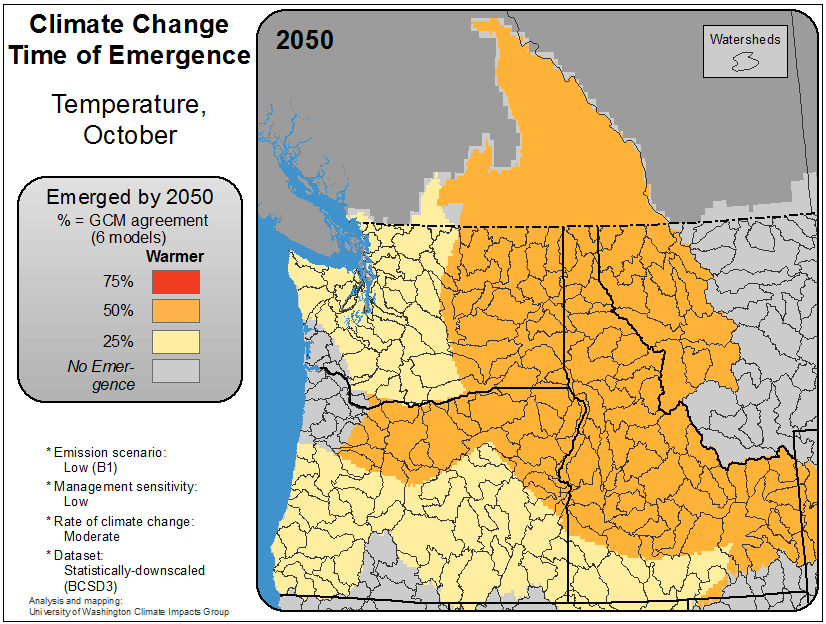 Climate Change
Time of Emergence
Temperature,
October
Emerged by 2050
% = GCM agreement
(6 models)
Warmer
75%
50%
25%
No Emer-
gence
* Emission scenario:
Low (B1)
* Management sensitivity:
Low
* Rate of climate change:
Moderate
* Dataset:
Statistically-downscaled
(BCSD3)
Analysis and mapping:
University of Washington Climate Impacts Group
2050
Watersheds